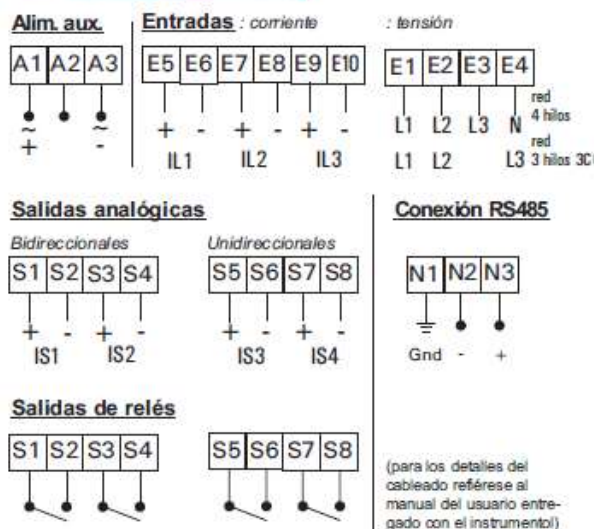 Alim. aux.
Entradas : corriente
: tensión
A1 A2 A3
E5 E6 E7 E8 E9 E10
E1 E2 E3 E4
~ ~
+ -
+ - + - + -
IL1 IL2 IL3
red
4 hilos
L1 L2 L3 N
red
L1 L2 L3 3 hilos 3C
Salidas analógicas
Conexión RS485
Bidireccionales
Unidireccionales
S1 S2 S3 S4
S5 S6 S7 S8
N1 N2 N3
+ - + -
IS1 IS2
+ - + -
IS3 IS4
Gnd - +
Salidas de relés
S1 S2 S3 S4
S5 S6 S7 S8
(para los detalles del
cableado refiérese al
manual del usuario entre-
gado con el instrumento!)